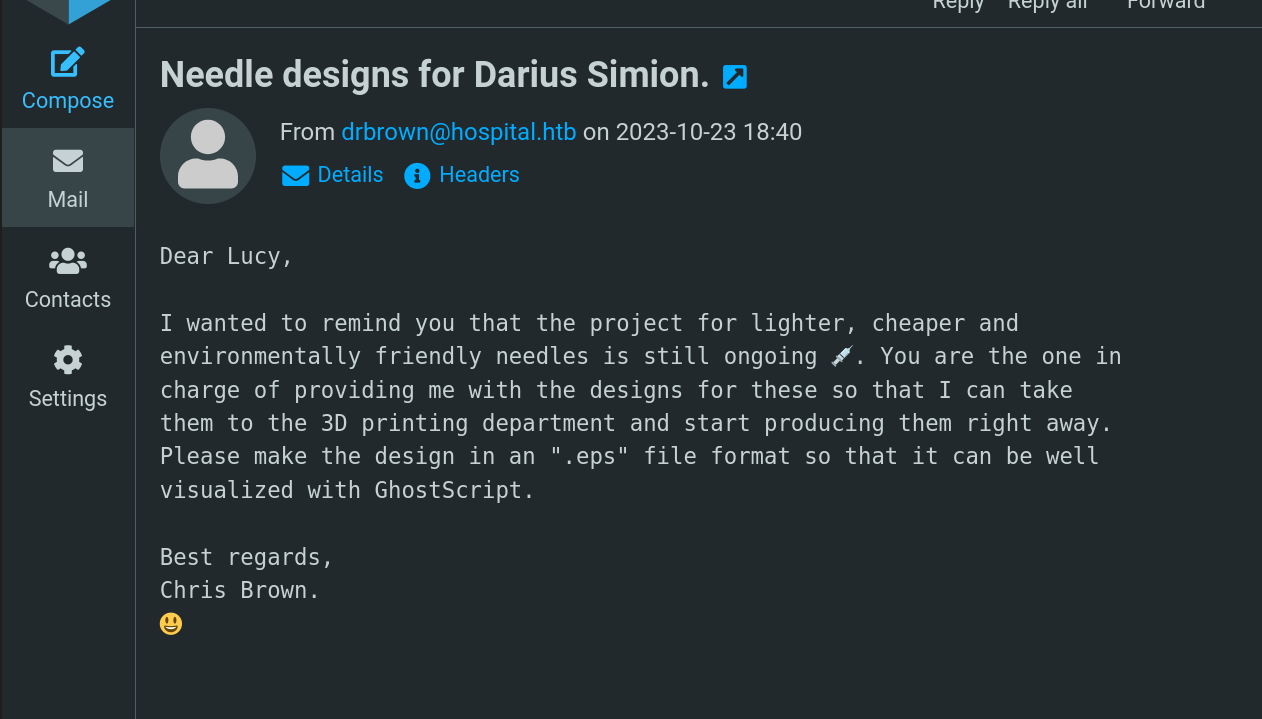 Reply Reply all Forward
Compose
Mail
Contacts
Settings
Needle designs for Darius Simion.
From drbrown@hospital.htb on 2023-10-23 18:40
Details Headers
Dear Lucy,
I wanted to remind you that the project for lighter, cheaper and
environmentally friendly needles is still ongoing 💉. You are the one in
charge of providing me with the designs for these so that I can take
them to the 3D printing department and start producing them right away.
Please make the design in an ".eps" file format so that it can be well
visualized with GhostScript.
Best regards,
Chris Brown.
😃